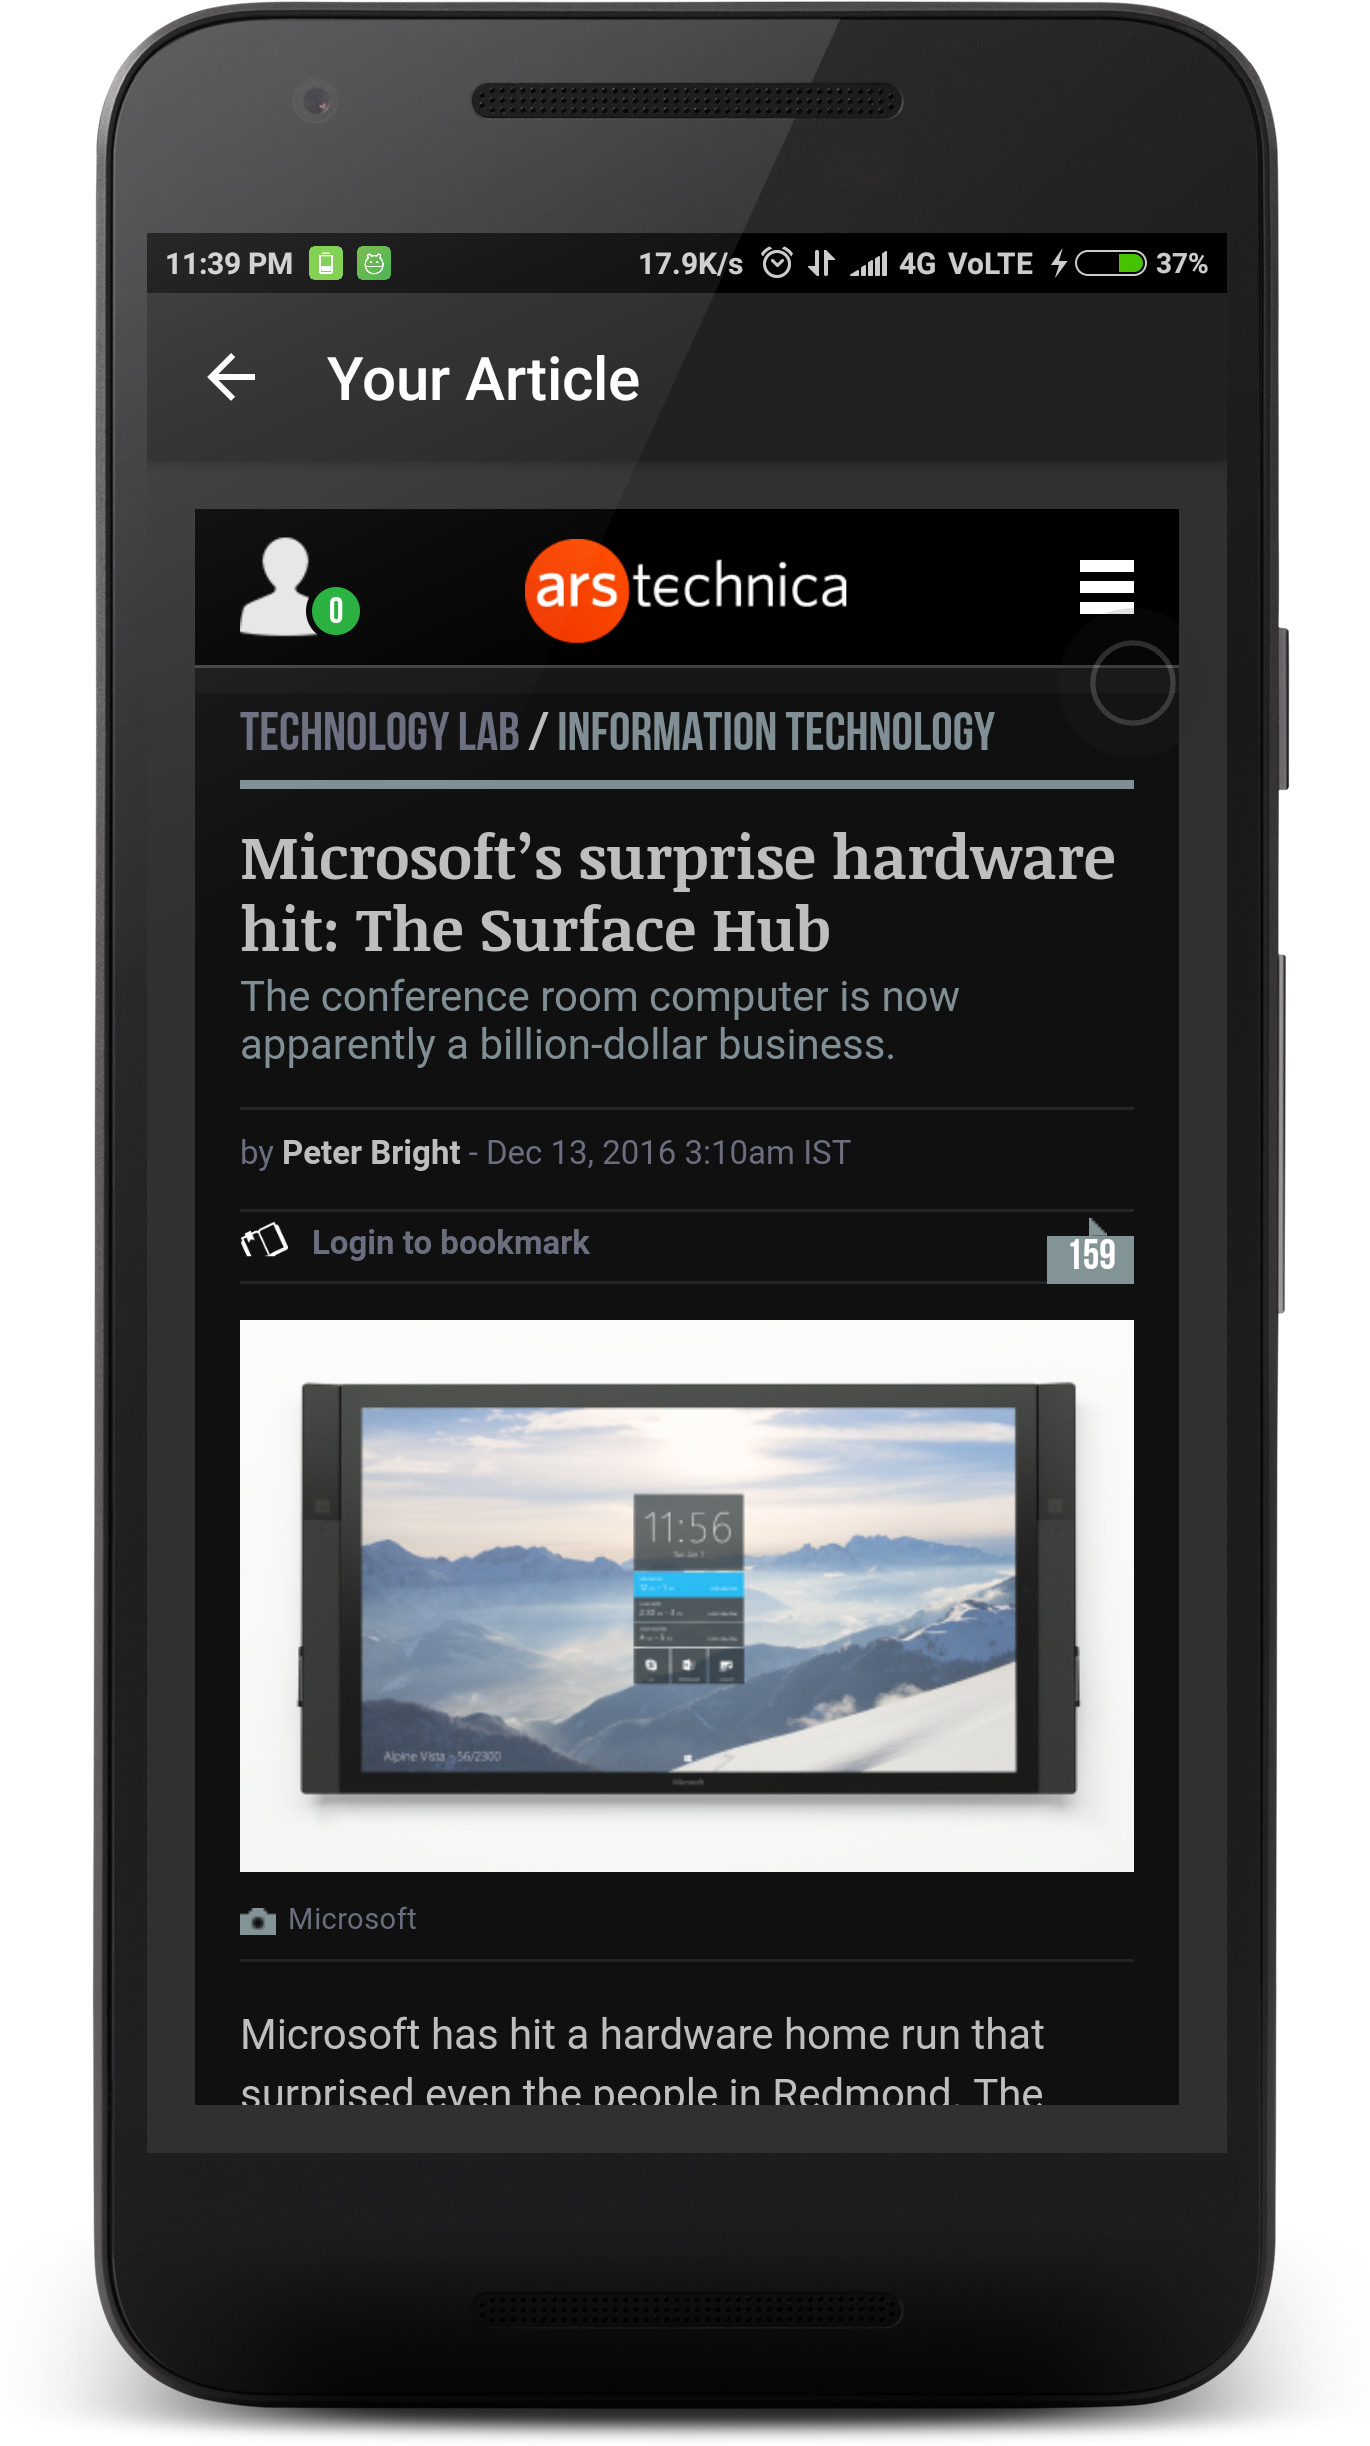 11:39 PM 17.9K/s 4G VoLTE 37%
Your Article
0
ars technica
TECHNOLOGY LAB / INFORMATION TECHNOLOGY
Microsoft’s surprise hardware
hit: The Surface Hub
The conference room computer is now
apparently a billion-dollar business.
by Peter Bright - Dec 13, 2016 3:10am IST
Login to bookmark
159
11:56
Alpine Vista - 56/2300
Microsoft
Microsoft
Microsoft has hit a hardware home run that
surprised even the people in Redmond. The